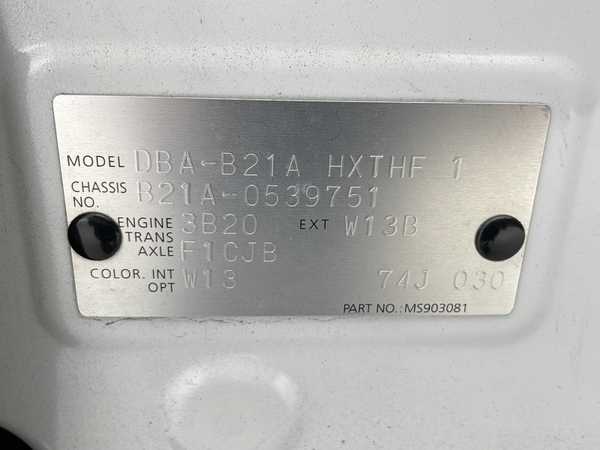 MODEL DBA-B21A HXTHF 1
CHASSIS NO. B21A-0539751
ENGINE 3B20 EXT W13B
TRANS AXLE F1CJB
COLOR. INT W13 74J 030
OPT
PART NO.: MS903081